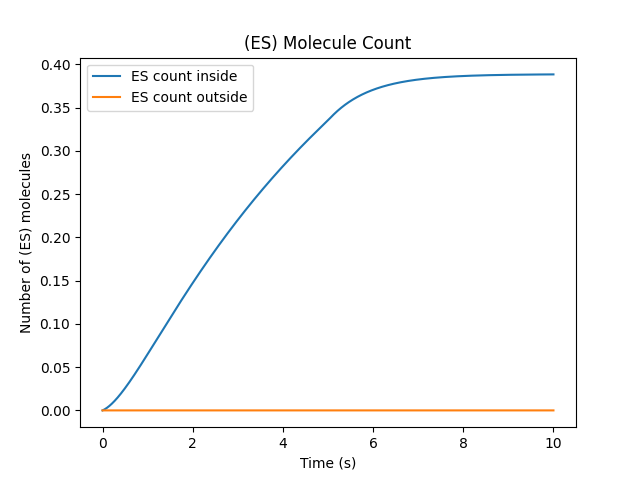 (ES) Molecule Count
ES count inside
ES count outside
Number of (ES) molecules
0.40
0.35
0.30
0.25
0.20
0.15
0.10
0.05
0.00
0 2 4 6 8 10
Time (s)